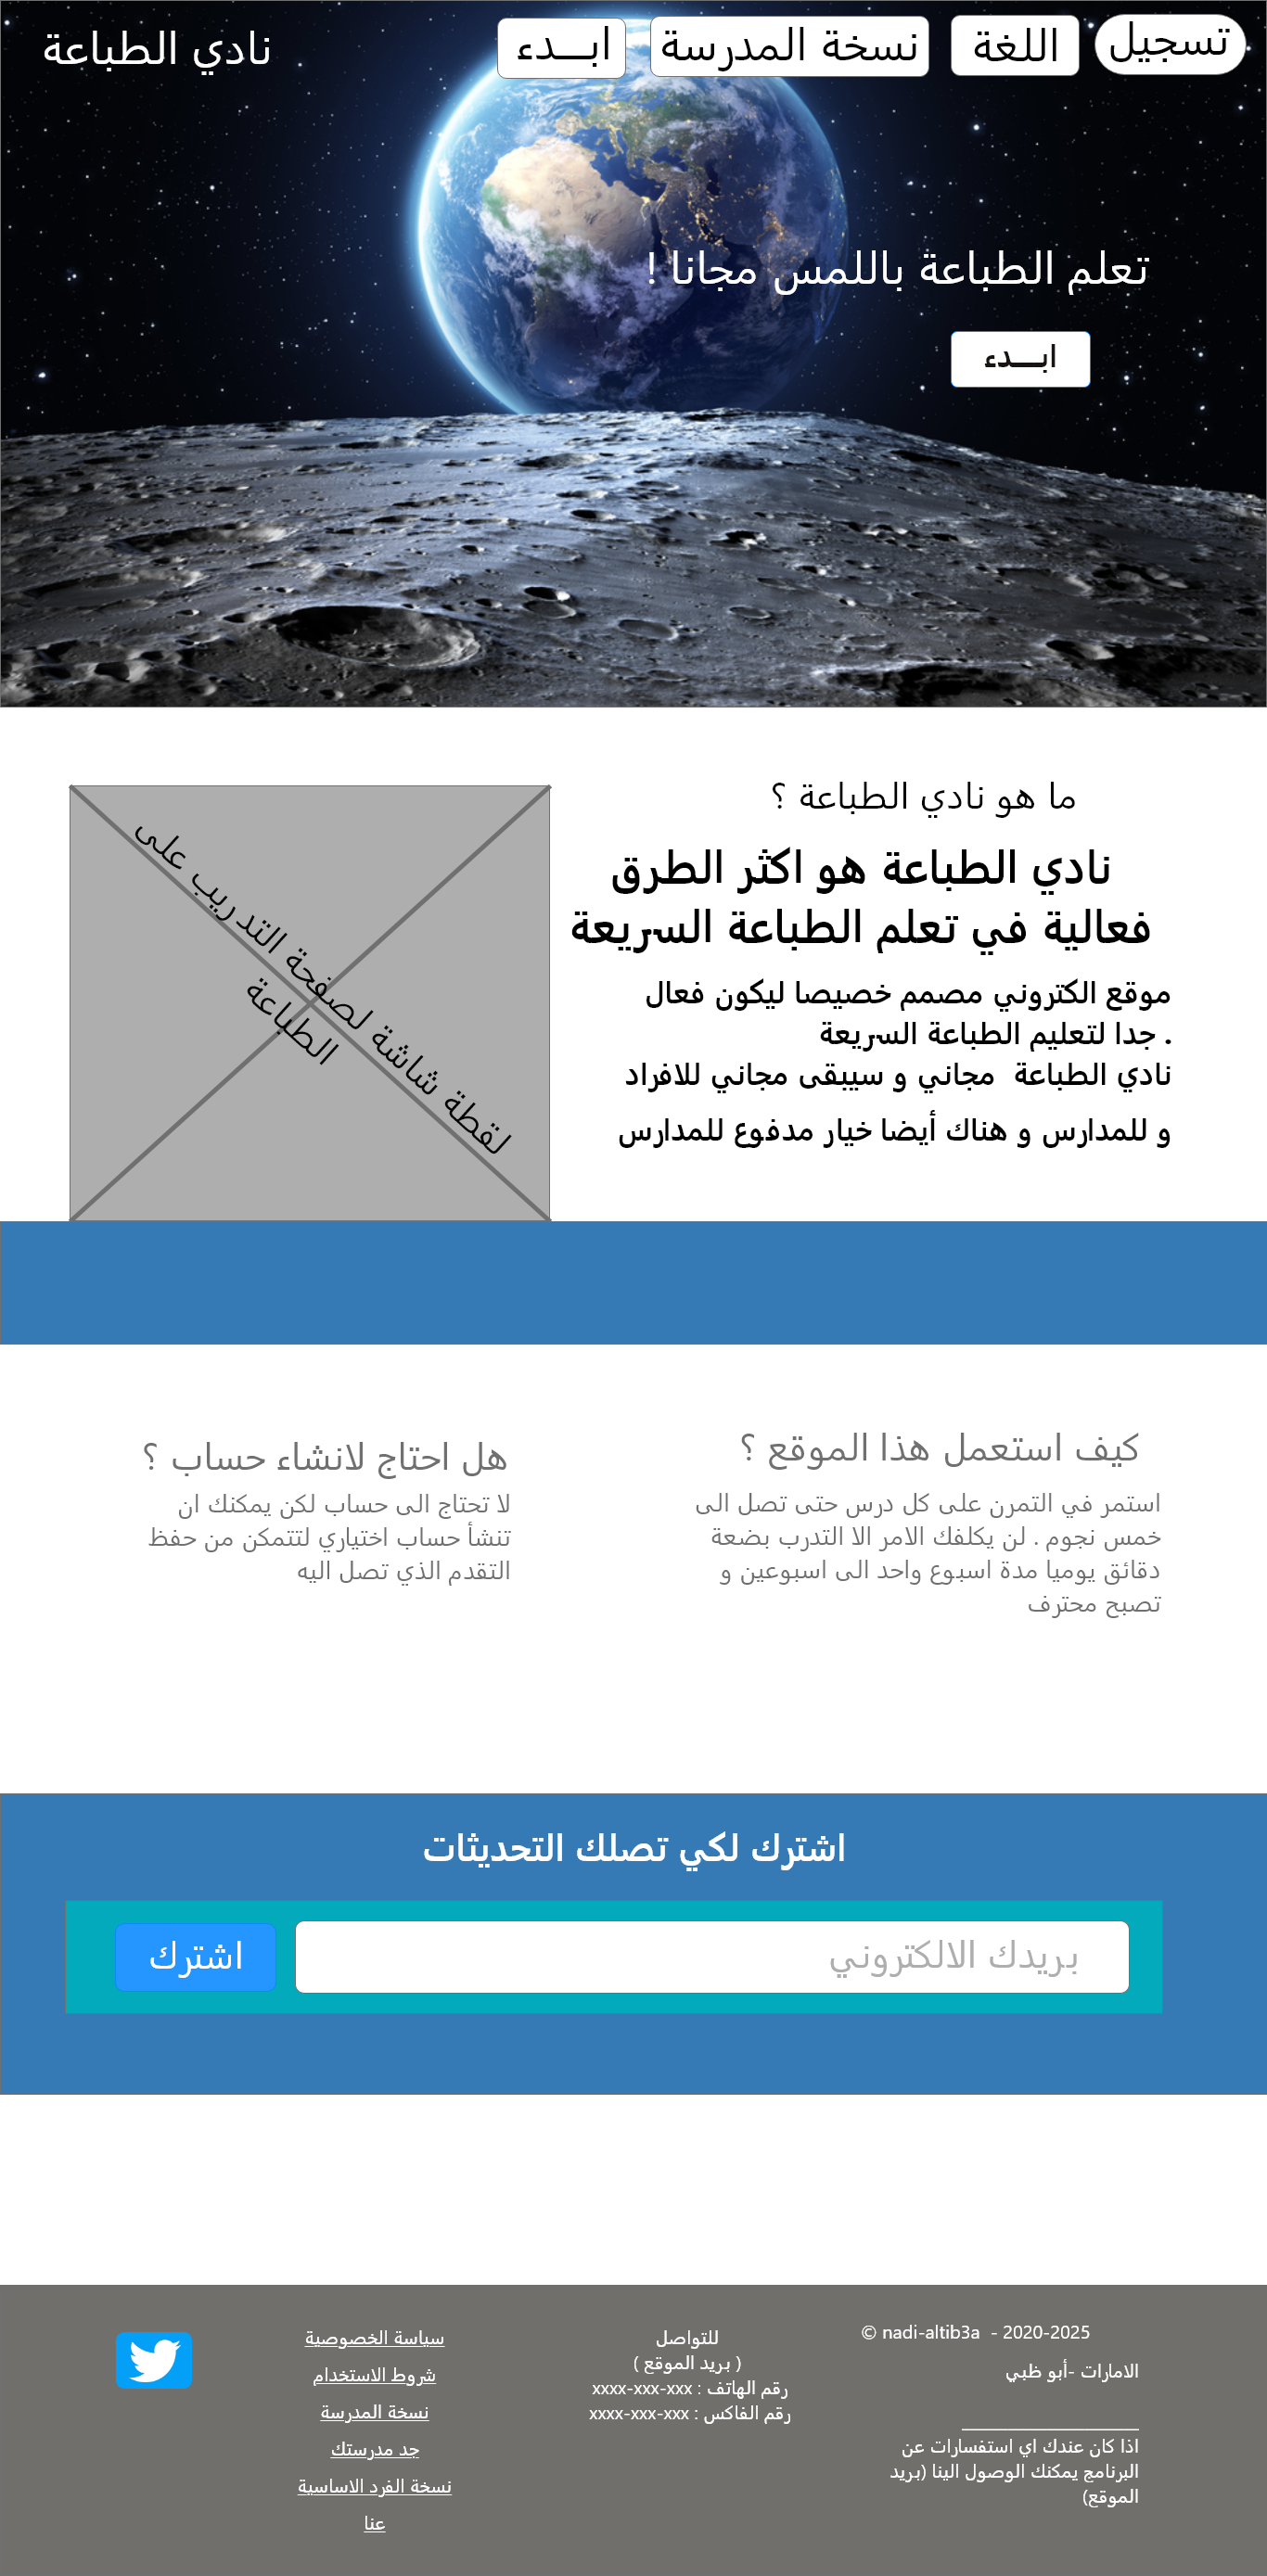 تسجيل
اللغة
نسخة المدرسة
ابـــدء
نادي الطباعة
تعلم الطباعة باللمس مجانا !
ابـــدء
ما هو نادي الطباعة ؟
نادي الطباعة هو اكثر الطرق
فعالية في تعلم الطباعة السريعة
موقع الكتروني مصمم خصيصا ليكون فعال
جدا لتعليم الطباعة السريعة .
نادي الطباعة مجاني و سيبقى مجاني للافراد
و للمدارس و هناك أيضا خيار مدفوع للمدارس
لقطة شاشة لصفحة التدريب على
الطباعة
كيف استعمل هذا الموقع ؟
استمر في التمرن على كل درس حتى تصل الى
خمس نجوم . لن يكلفك الامر الا التدرب بضعة
دقائق يوميا مدة اسبوع واحد الى اسبوعين و
تصبح محترف
هل احتاج لانشاء حساب ؟
لا تحتاج الى حساب لكن يمكنك ان
تنشأ حساب اختياري لتتمكن من حفظ
التقدم الذي تصل اليه
اشترك لكي تصلك التحديثات
بريدك الالكتروني
اشترك
© nadi-altib3a - 2020-2025
الامارات -أبو ظبي
اذا كان عندك اي استفسارات عن
البرنامج يمكنك الوصول الينا (بريد
الموقع)
للتواصل
( بريد الموقع )
رقم الهاتف : xxxx-xxx-xxx
رقم الفاكس : xxxx-xxx-xxx
سياسة الخصوصية
شروط الاستخدام
نسخة المدرسة
جد مدرستك
نسخة الفرد الاساسية
عنا